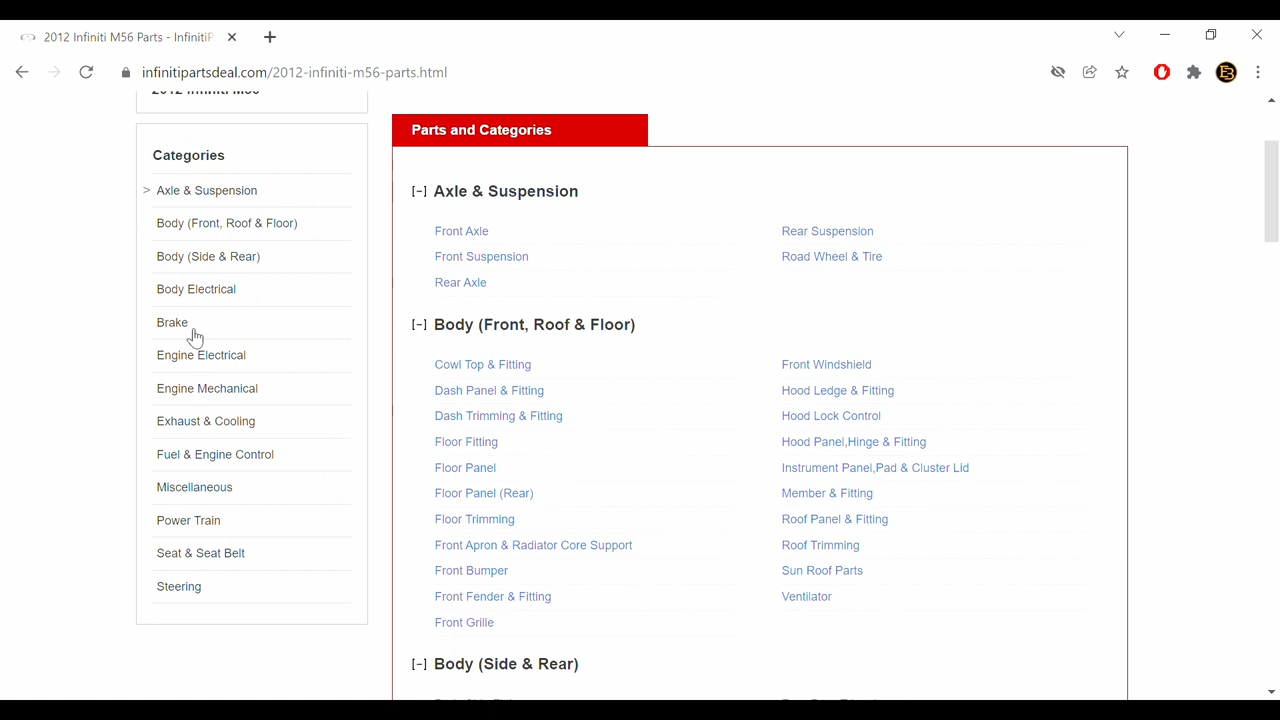 2012 Infiniti M56 Parts - Infiniti
infinitipartsdeal.com/2012-infiniti-m56-parts.html
2012 Infiniti M56
Categories
> Axle & Suspension
Body (Front, Roof & Floor)
Body (Side & Rear)
Body Electrical
Brake
Engine Electrical
Engine Mechanical
Exhaust & Cooling
Fuel & Engine Control
Miscellaneous
Power Train
Seat & Seat Belt
Steering
Parts and Categories
[-] Axle & Suspension
Front Axle
Front Suspension
Rear Axle
Rear Suspension
Road Wheel & Tire
[-] Body (Front, Roof & Floor)
Cowl Top & Fitting
Dash Panel & Fitting
Dash Trimming & Fitting
Floor Fitting
Floor Panel
Floor Panel (Rear)
Floor Trimming
Front Apron & Radiator Core Support
Front Bumper
Front Fender & Fitting
Front Grille
Front Windshield
Hood Ledge & Fitting
Hood Lock Control
Hood Panel,Hinge & Fitting
Instrument Panel,Pad & Cluster Lid
Member & Fitting
Roof Panel & Fitting
Roof Trimming
Sun Roof Parts
Ventilator
[-] Body (Side & Rear)